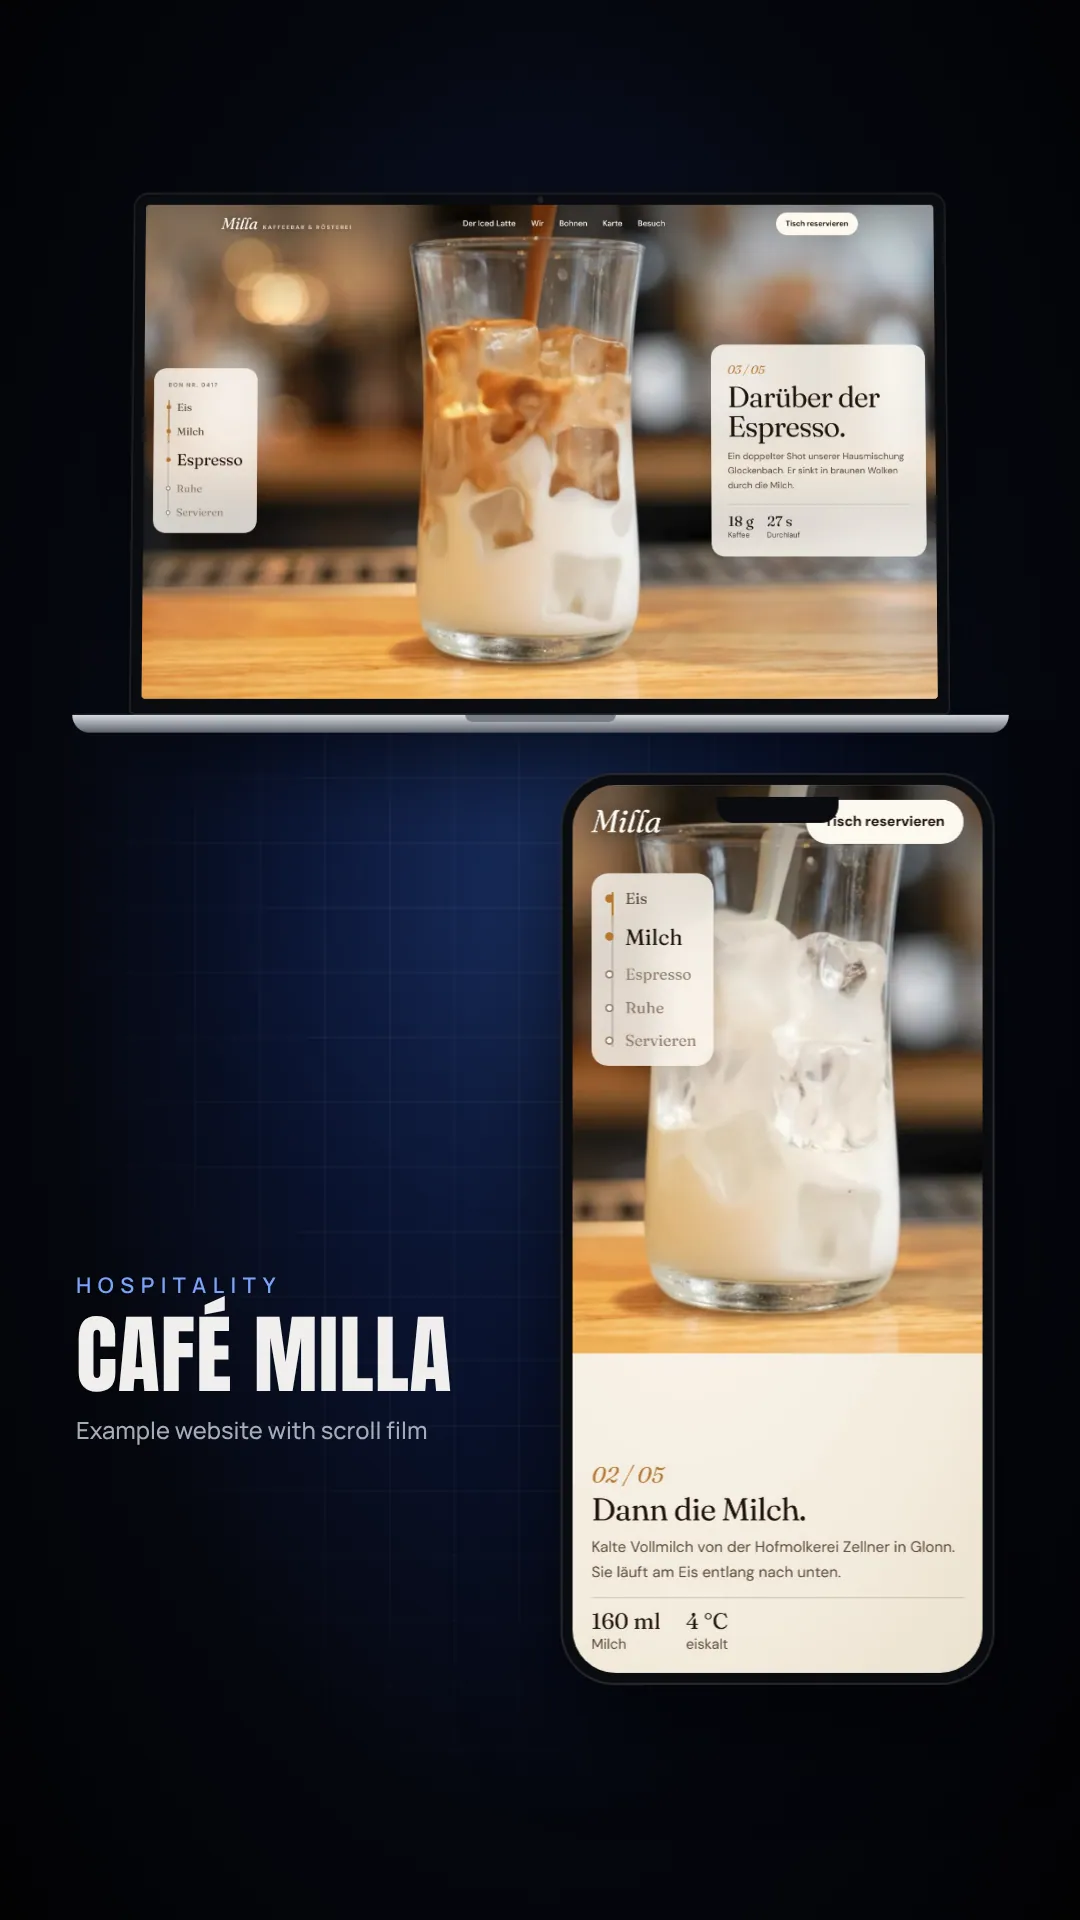 Milla KAFFEEBAR & RÖSTEREI
Der Iced Latte Wir Bohnen Karte Besuch
Tisch reservieren
BON NR. 0417
Eis
Milch
Espresso
Ruhe
Servieren
03 / 05
Darüber der
Espresso.
Ein doppelter Shot unserer Hausmischung
Glockenbach. Er sinkt in braunen Wolken
durch die Milch.
18 g 27 s
Kaffee Durchlauf
Milla
Tisch reservieren
Eis
Milch
Espresso
Ruhe
Servieren
HOSPITALITY
CAFÉ MILLA
Example website with scroll film
02 / 05
Dann die Milch.
Kalte Vollmilch von der Hofmolkerei Zellner in Glonn.
Sie läuft am Eis entlang nach unten.
160 ml 4 °C
Milch eiskalt